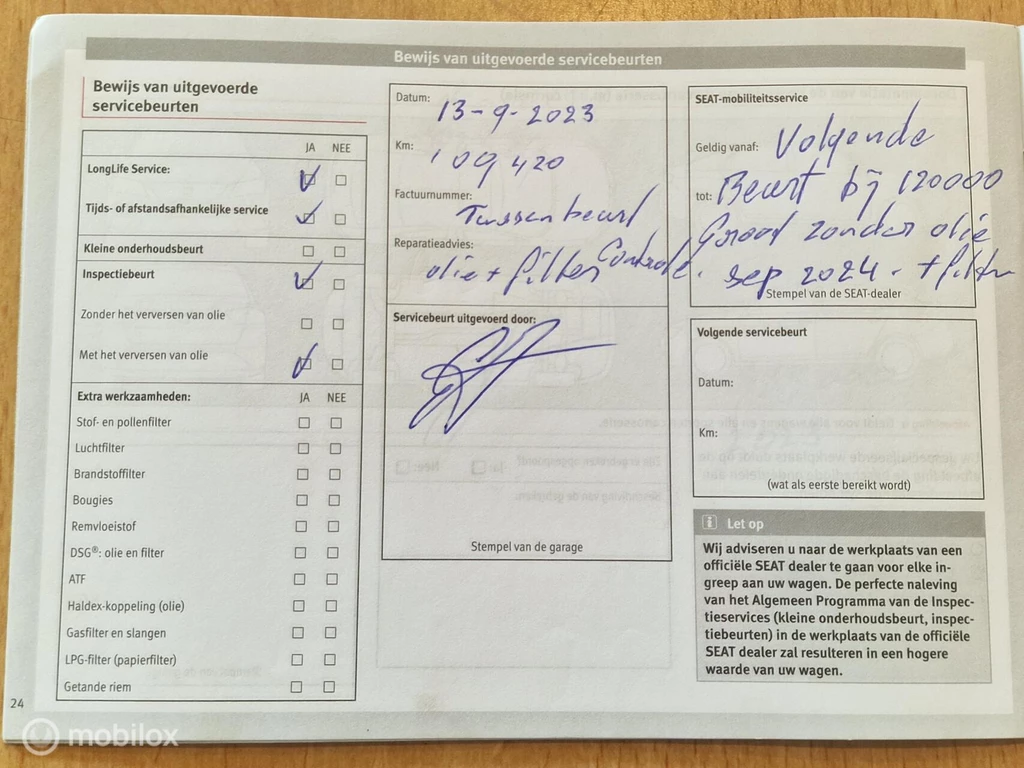 Bewijs van uitgevoerde servicebeurten
Bewijs van uitgevoerde
servicebeurten
JA NEE
LongLife Service:
Tijds- of afstandsafhankelijke service
Kleine onderhoudsbeurt
Inspectiebeurt
Zonder het verversen van olie
Met het verversen van olie
Extra werkzaamheden: JA NEE
Stof- en pollenfilter
Luchtfilter
Brandstoffilter
Bougies
Remvloeistof
DSG®: olie en filter
ATF
Haldex-koppeling (olie)
Gasfilter en slangen
LPG-filter (papierfilter)
Getande riem
Datum: 13-9-2023
Km: 109420
Factuurnummer:
Tussenbeurt
Reparatieadvies:
olie + filter Controle.
Servicebeurt uitgevoerd door:
Stempel van de garage
SEAT-mobiliteitsservice
Geldig vanaf: Volgende
tot: Beurt bij 120000
Groot zonder olie
sep 2024 - + filter
Stempel van de SEAT-dealer
Volgende servicebeurt
Datum:
Km:
(wat als eerste bereikt wordt)
i Let op
Wij adviseren u naar de werkplaats van een
officiële SEAT dealer te gaan voor elke in-
greep aan uw wagen. De perfecte naleving
van het Algemeen Programma van de Inspec-
tieservices (kleine onderhoudsbeurt, inspec-
tiebeurten) in de werkplaats van de officiële
SEAT dealer zal resulteren in een hogere
waarde van uw wagen.
24
mobilox